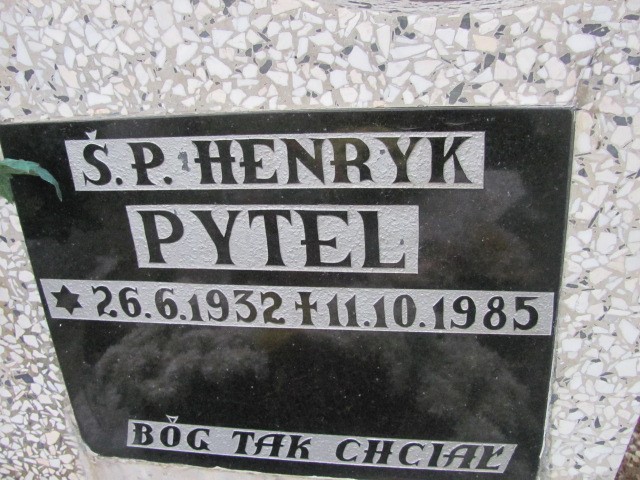 Ś.P. HENRYK
PYTEL
✶ 26.6.1932 ✝ 11.10.1985
BÓG TAK CHCIAŁ